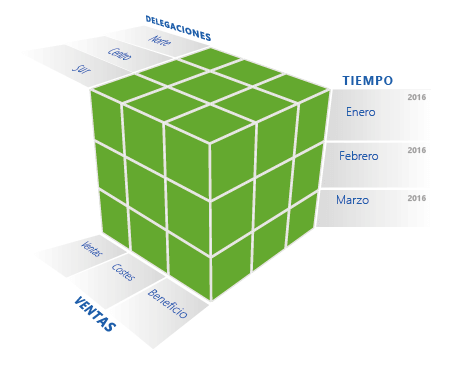 DELEGACIONES
Norte
Centro
Sur
TIEMPO
2016
Enero
2016
Febrero
2016
Marzo
Ventas
Costes
Beneficio
VENTAS